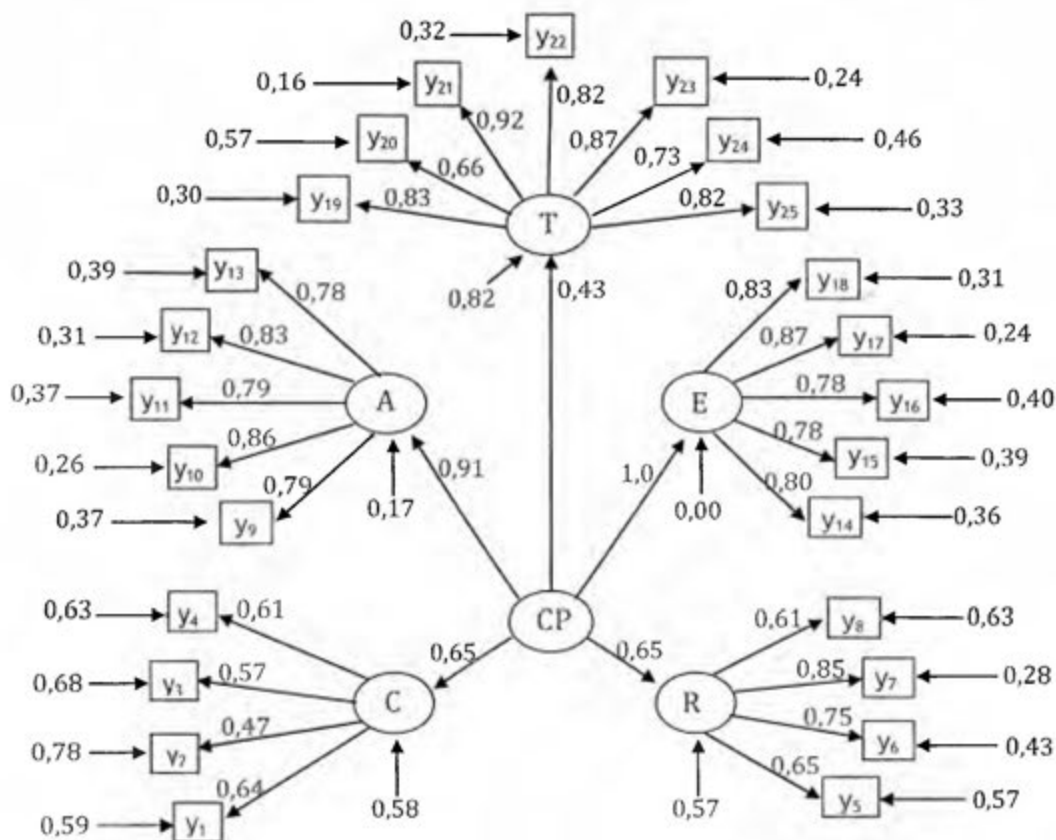 0,32 y22
0,16 y21 0,82 y23 0,24
0,92 0,87
0,57 y20 0,66 0,73 y24 0,46
0,30 y19 0,83 T 0,82 y25 0,33
0,39 y13 0,78 0,82 0,43 0,83 y18 0,31
0,31 y12 0,83 0,87 y17 0,24
0,37 y11 0,79 A E 0,78 y16 0,40
0,26 y10 0,86 0,91 1,0 0,78 y15 0,39
0,37 y9 0,79 0,17 0,00 0,80 y14 0,36
0,63 y4 0,61 CP 0,61 y8 0,63
0,68 y3 0,57 0,65 0,65 0,85 y7 0,28
C R
0,78 y2 0,47 0,75 y6 0,43
0,59 y1 0,64 0,58 0,57 0,65 y5 0,57